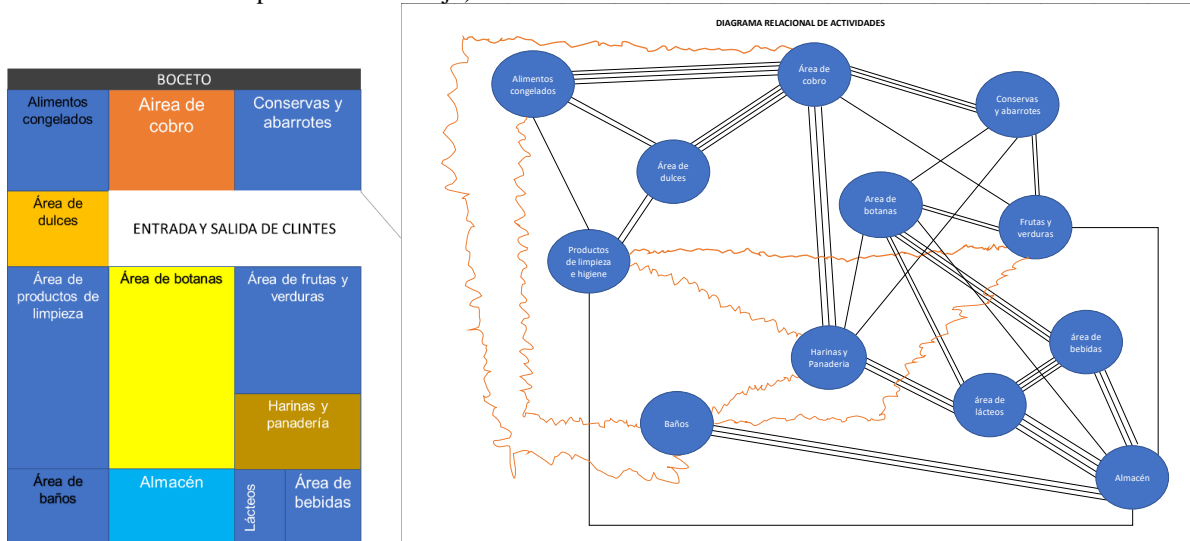 BOCETO
Alimentos
congelados
Airea de
cobro
Conservas y
abarrotes
Área de
dulces
ENTRADA Y SALIDA DE CLINTES
Área de
productos de
limpieza
Área de botanas
Área de frutas y
verduras
Harinas y
panadería
Área de
baños
Almacén
Lácteos
Área de
bebidas
DIAGRAMA RELACIONAL DE ACTIVIDADES
Alimentos
congelados
Área de
cobro
Conservas
y abarrotes
Área de
dulces
Area de
botanas
Frutas y
verduras
Productos
de limpieza
e higiene
Harinas y
Panaderia
área de
bebidas
área de
lácteos
Baños
Almacén